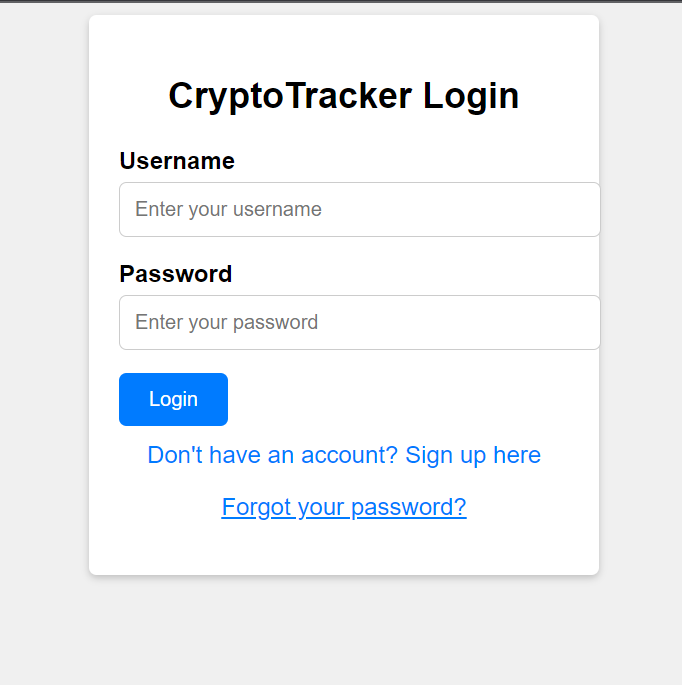 CryptoTracker Login
Username
Enter your username
Password
Enter your password
Login
Don't have an account? Sign up here
Forgot your password?